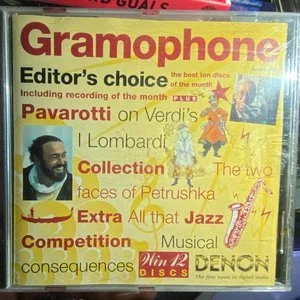 GOALS
Gramophone
Editor's choice
the best ten discs
of the month
Including recording of the month PLUS
Pavarotti on Verdi's
I Lombardi
Collection The two
faces of Petrushka
Extra All that Jazz
Competition Musical
consequences Win 12
DISCS
DENON
The first name in digital audio